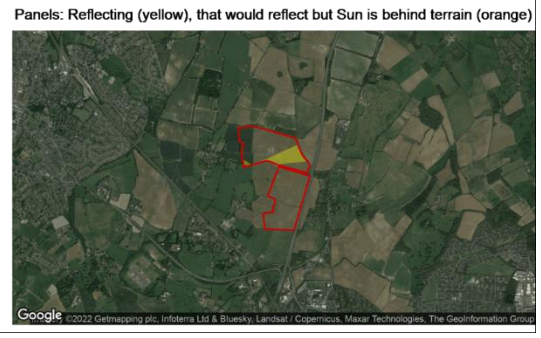 Panels: Reflecting (yellow), that would reflect but Sun is behind terrain (orange)
Google
©2022 Getmapping plc, Infoterra Ltd & Bluesky, Landsat / Copernicus, Maxar Technologies, The GeoInformation Group